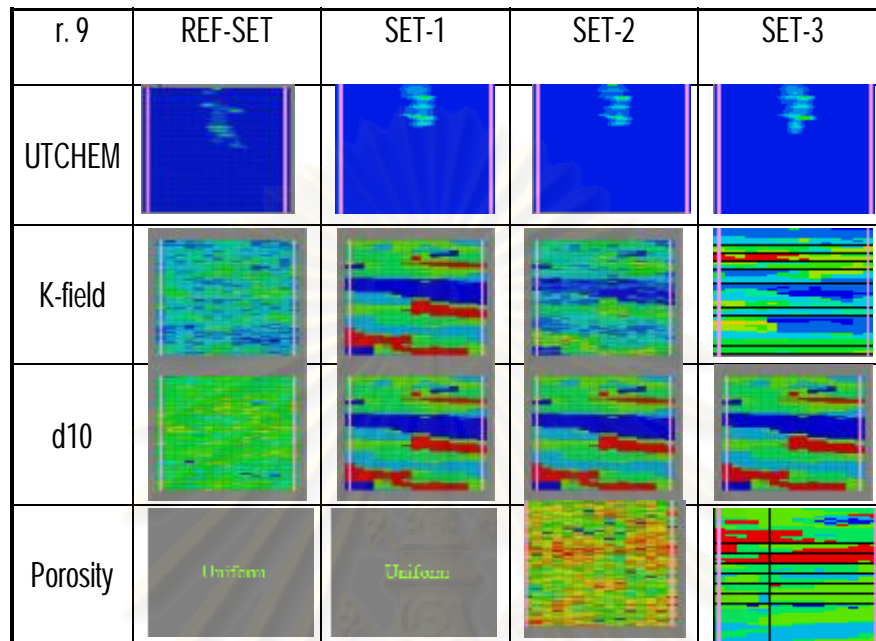 r. 9 REF-SET SET-1 SET-2 SET-3
UTCHEM
K-field
d10
Porosity Uniform Uniform